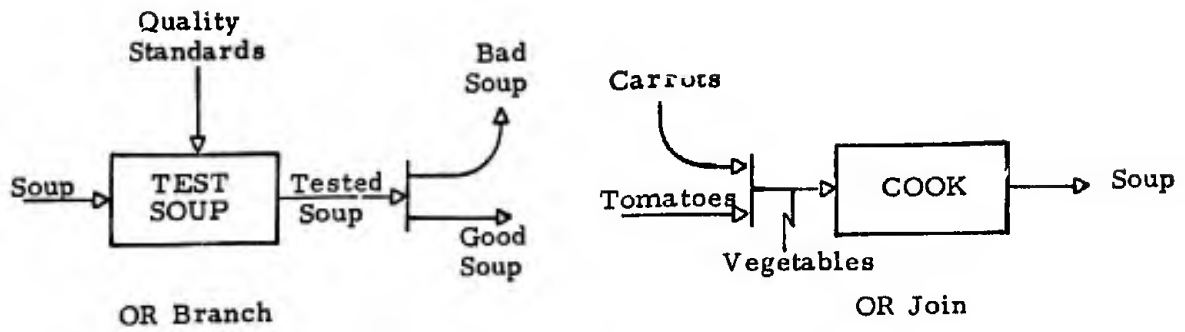 Quality
Standards
Bad
Soup
Soup
TEST
SOUP
Tested
Soup
Good
Soup
OR Branch
Carrots
Tomatoes
COOK
Soup
Vegetables
OR Join